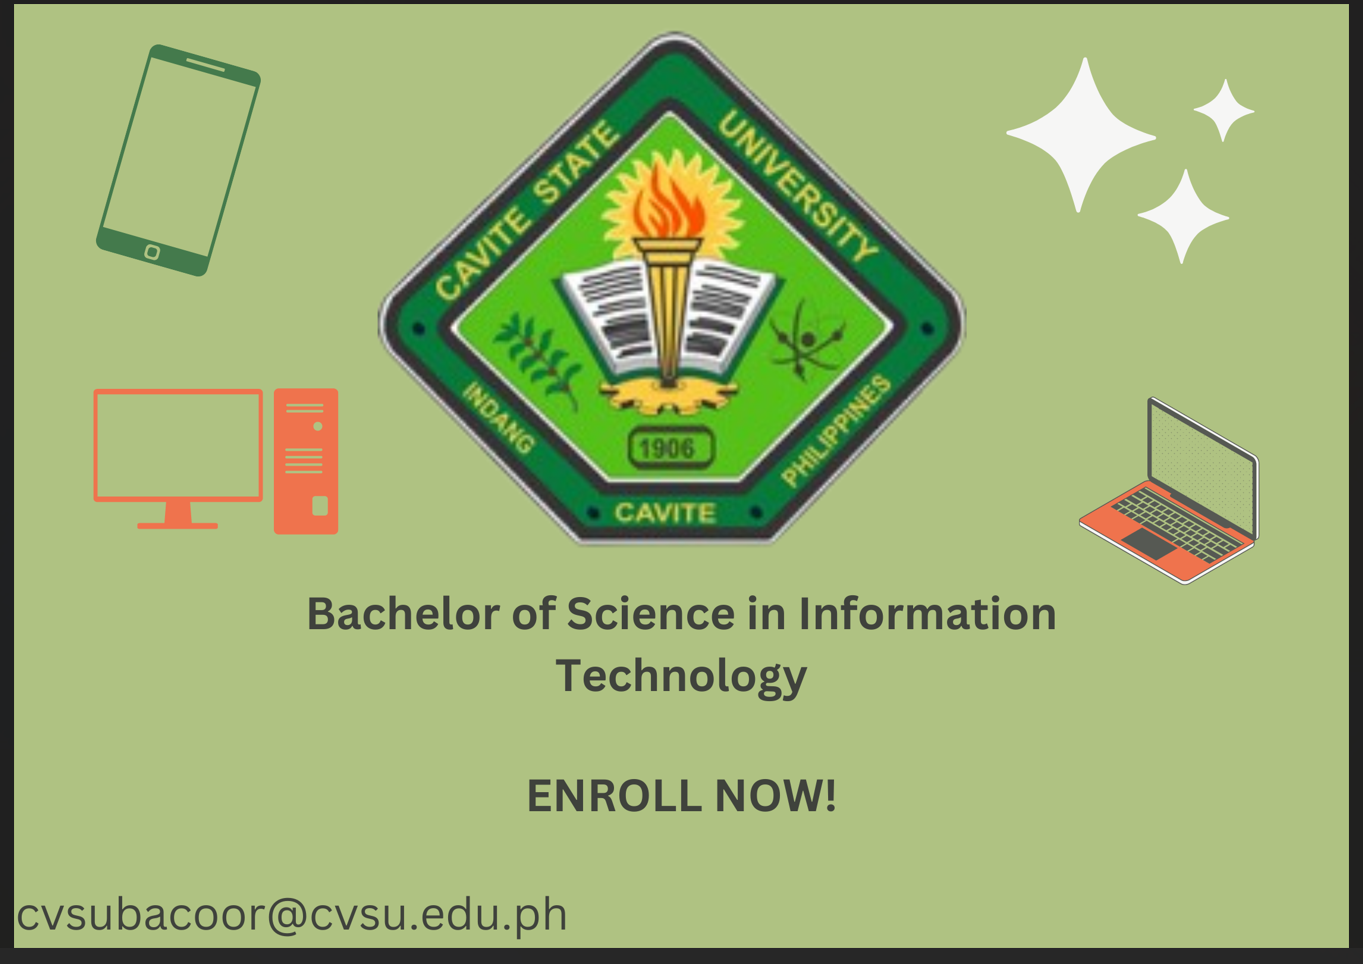 CAVITE STATE
UNIVERSITY
INDANG
PHILIPPINES
1906
CAVITE
Bachelor of Science in Information
Technology
ENROLL NOW!
cvsubacoor@cvsu.edu.ph